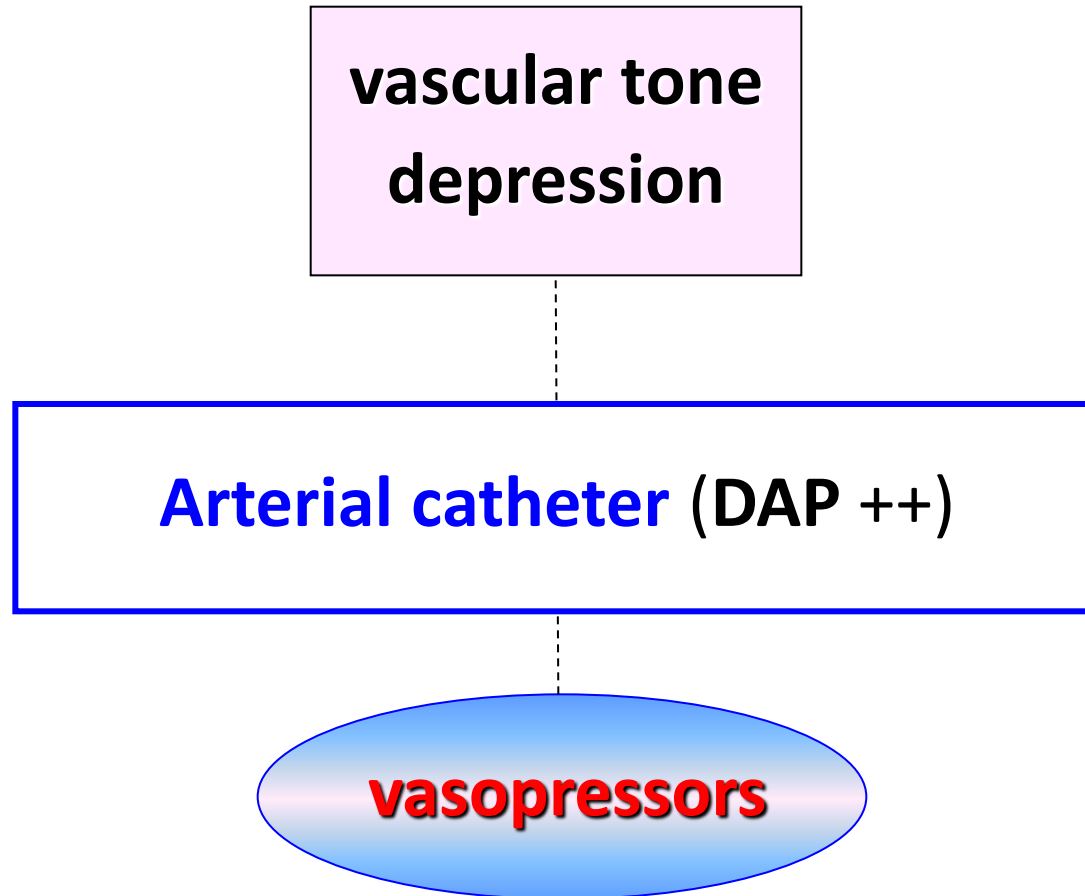 vascular tone
depression
Arterial catheter (DAP ++)
vasopressors